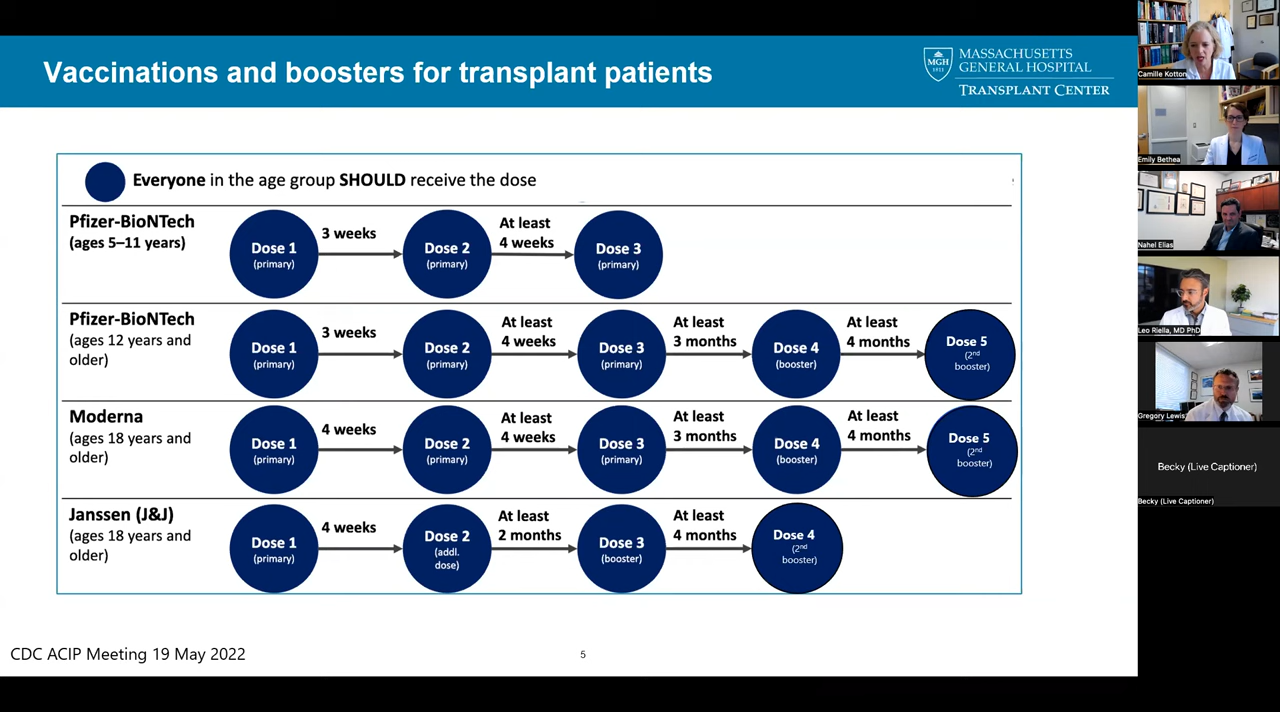 Vaccinations and boosters for transplant patients
MGH
1811
MASSACHUSETTS
GENERAL HOSPITAL
TRANSPLANT CENTER
Everyone in the age group SHOULD receive the dose
Pfizer-BioNTech
(ages 5–11 years)
Dose 1
(primary)
3 weeks
Dose 2
(primary)
At least
4 weeks
Dose 3
(primary)
Pfizer-BioNTech
(ages 12 years and
older)
Dose 1
(primary)
3 weeks
Dose 2
(primary)
At least
4 weeks
Dose 3
(primary)
At least
3 months
Dose 4
(booster)
At least
4 months
Dose 5
(2nd
booster)
Moderna
(ages 18 years and
older)
Dose 1
(primary)
4 weeks
Dose 2
(primary)
At least
4 weeks
Dose 3
(primary)
At least
3 months
Dose 4
(booster)
At least
4 months
Dose 5
(2nd
booster)
Janssen (J&J)
(ages 18 years and
older)
Dose 1
(primary)
4 weeks
Dose 2
(addl.
dose)
At least
2 months
Dose 3
(booster)
At least
4 months
Dose 4
(2nd
booster)
CDC ACIP Meeting 19 May 2022
5
Camille Kotton
Emily Bethea
Nahel Elias
Leo Riella, MD PhD
Gregory Lewis
Becky (Live Captioner)
Becky (Live Captioner)